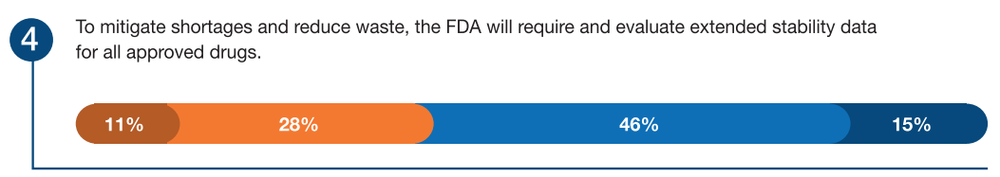 4
To mitigate shortages and reduce waste, the FDA will require and evaluate extended stability data
for all approved drugs.
11% 28% 46% 15%